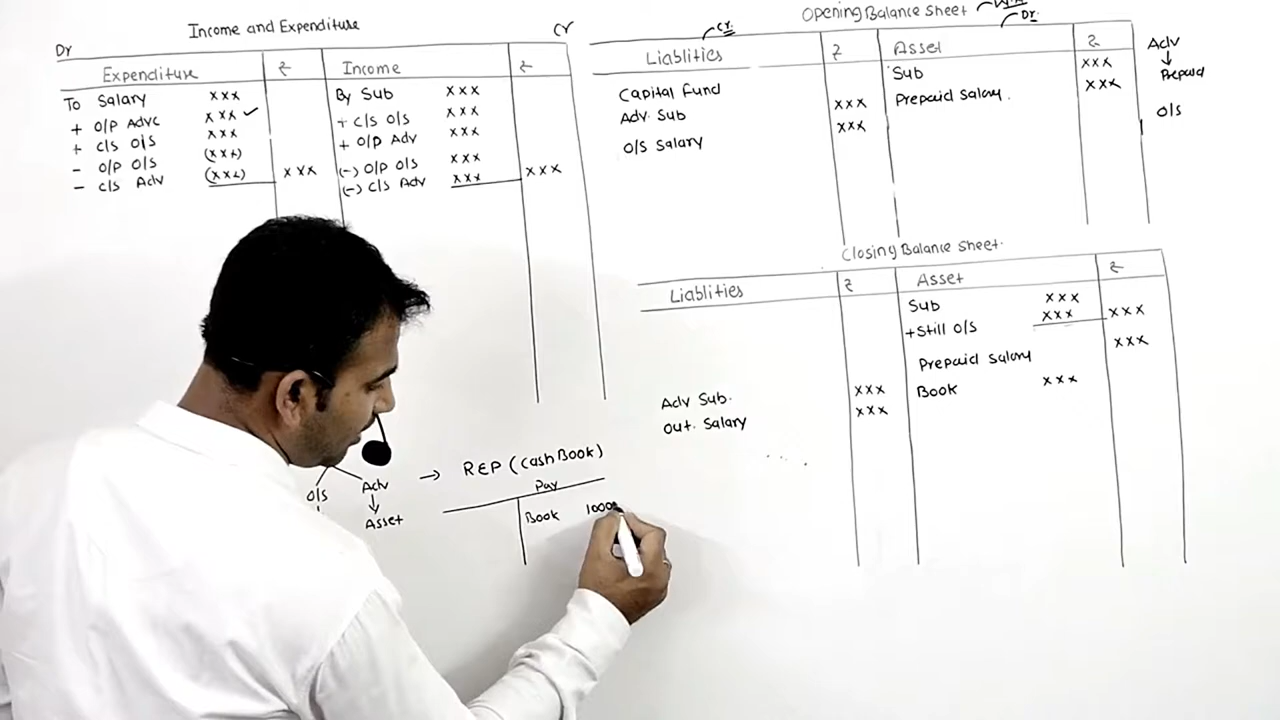 Income and Expenditure
Dr
Cr
Expenditure ₹ Income ₹
To Salary xxx By Sub xxx
+ O/P Advc xxx ✓ + c/s O/s xxx
+ c/s O/s xxx + O/P Adv xxx
- O/P O/s (xxx) (-) O/P O/s xxx
- c/s Adv (xxx) xxx (-) c/s Adv xxx xxx
Opening Balance Sheet
Cr
Dr
Liablities ₹ Asset ₹
Capital Fund Sub xxx
Adv. Sub xxx Prepaid Salary. xxx
O/s Salary xxx
Adv
↓
Prepaid
O/s
Closing Balance Sheet
Liablities ₹ Asset ₹
Sub xxx
+Still O/s xxx xxx
Prepaid Salary xxx
Adv Sub. xxx Book xxx
Out. Salary xxx
O/s Adv
↓
Asset
→ REP (CashBook)
Pay
Book